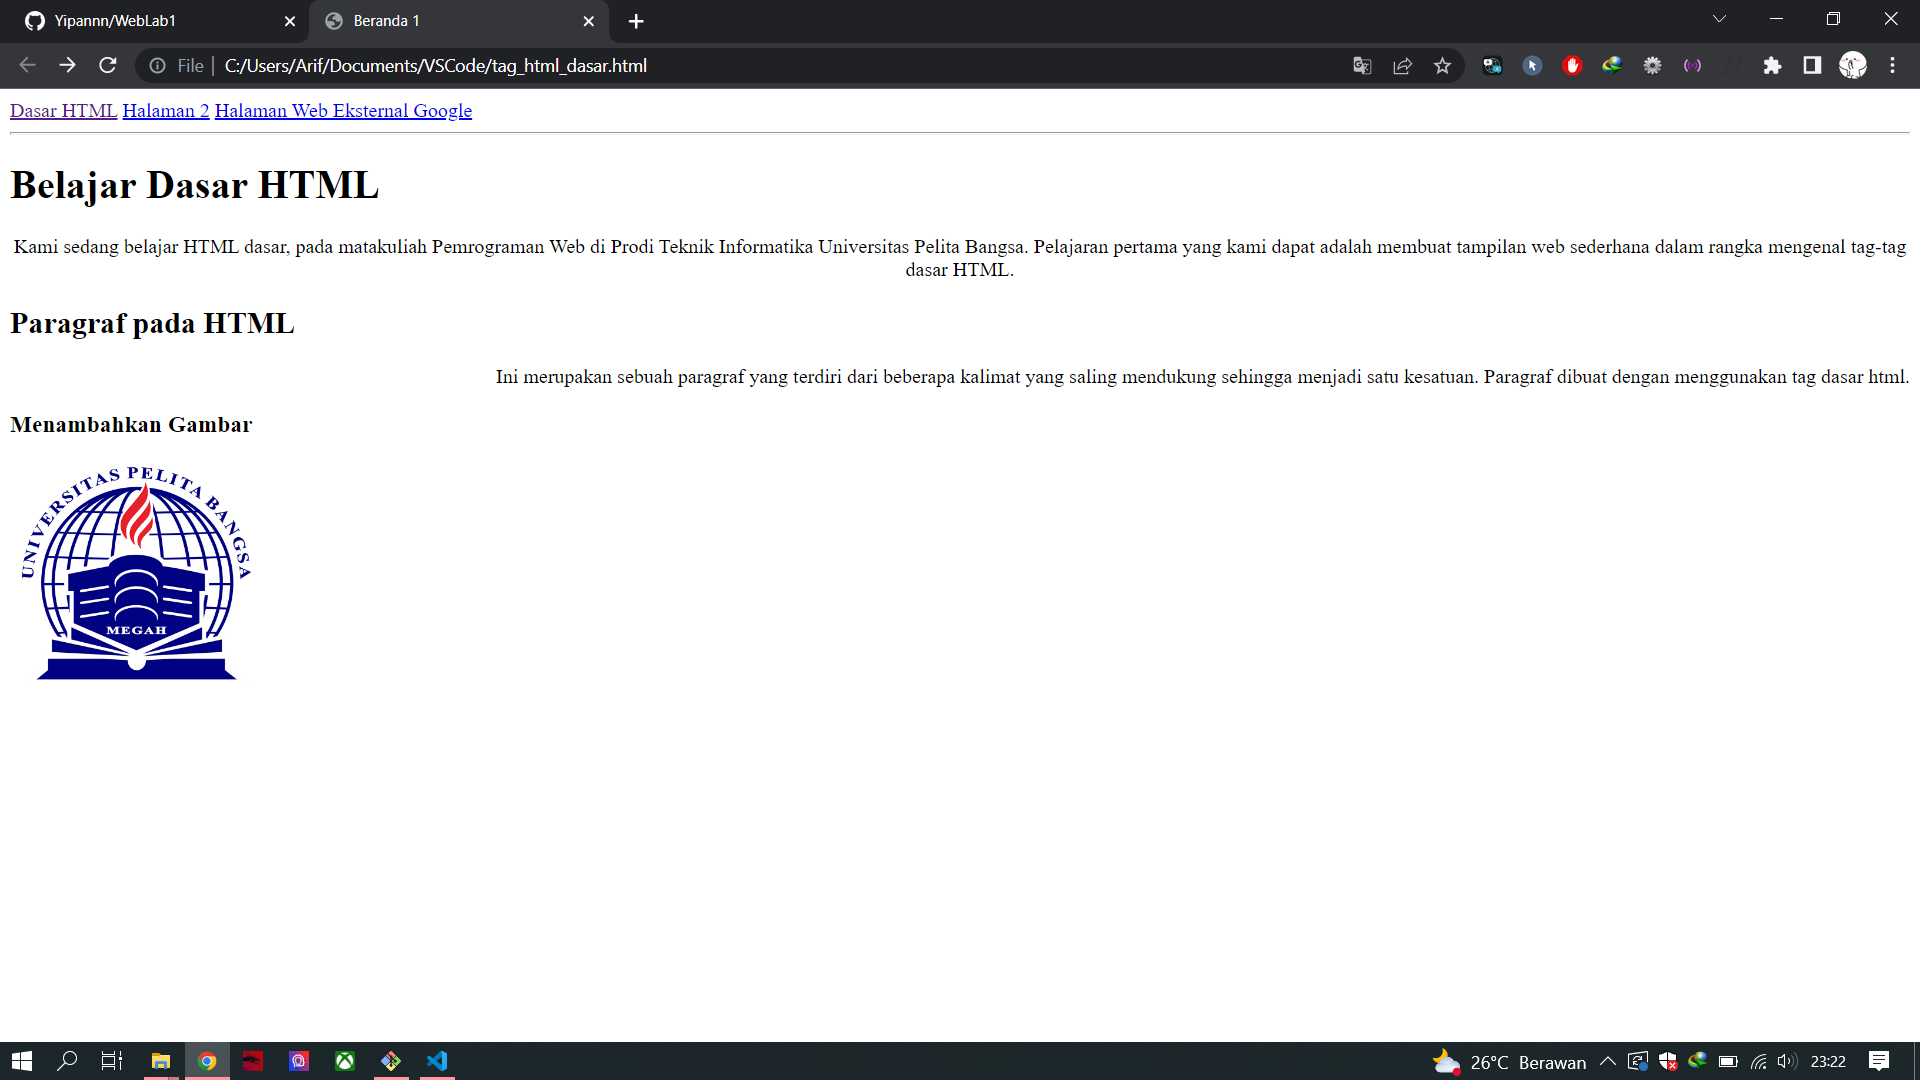 Yipannn/WebLab1
Beranda 1
File
C:/Users/Arif/Documents/VSCode/tag_html_dasar.html
Dasar HTML Halaman 2 Halaman Web Eksternal Google
Belajar Dasar HTML
Kami sedang belajar HTML dasar, pada matakuliah Pemrograman Web di Prodi Teknik Informatika Universitas Pelita Bangsa. Pelajaran pertama yang kami dapat adalah membuat tampilan web sederhana dalam rangka mengenal tag-tag
dasar HTML.
Paragraf pada HTML
Ini merupakan sebuah paragraf yang terdiri dari beberapa kalimat yang saling mendukung sehingga menjadi satu kesatuan. Paragraf dibuat dengan menggunakan tag dasar html.
Menambahkan Gambar
UNIVERSITAS PELITA BANGSA
MEGAH
26°C Berawan
23:22